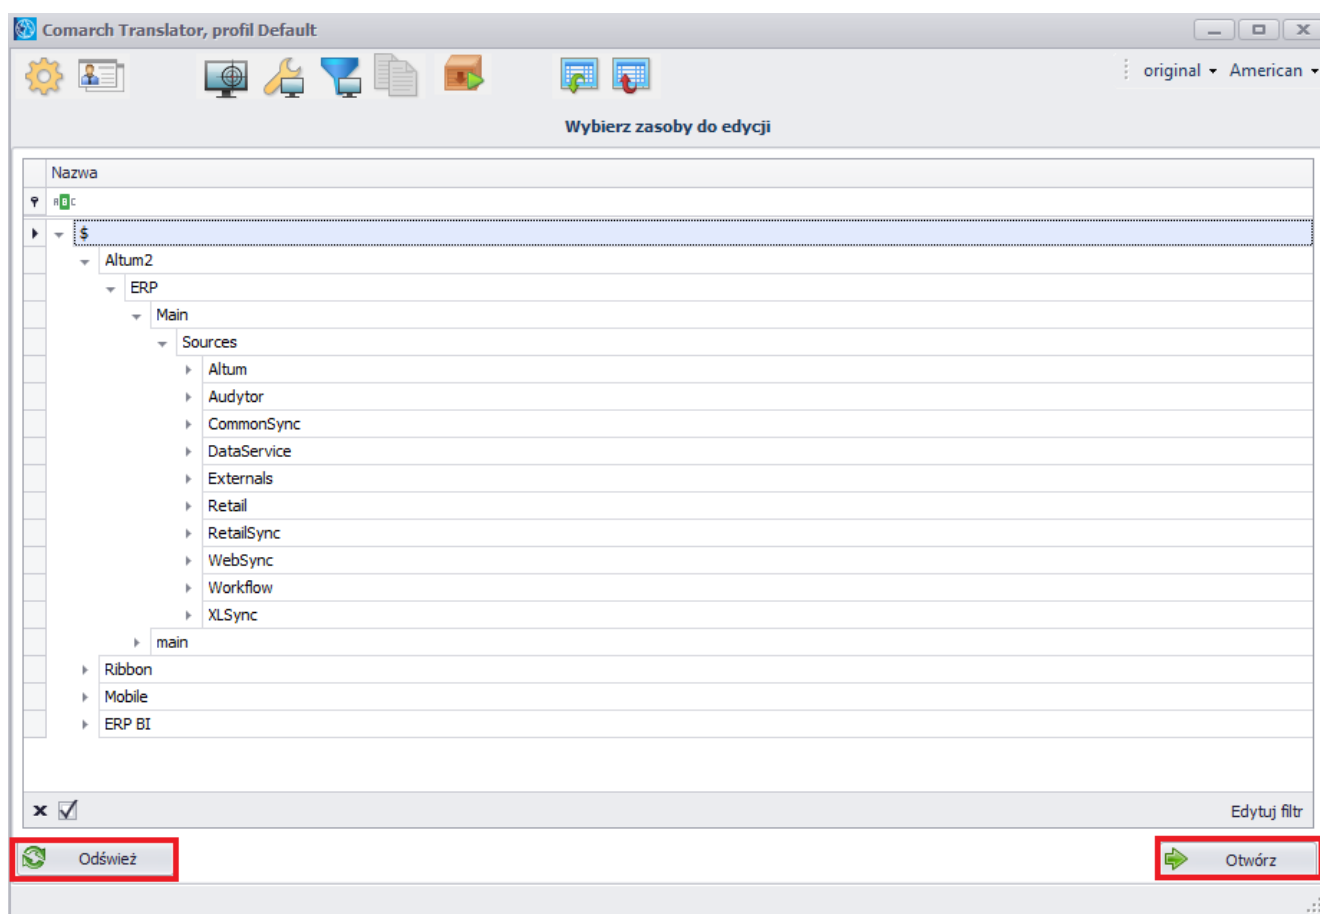 Comarch Translator, profil Default
original American
Wybierz zasoby do edycji
Nazwa
ABC
$
Altum2
ERP
Main
Sources
Altum
Audytor
CommonSync
DataService
Externals
Retail
RetailSync
WebSync
Workflow
XLSync
main
Ribbon
Mobile
ERP BI
Edytuj filtr
Odśwież
Otwórz